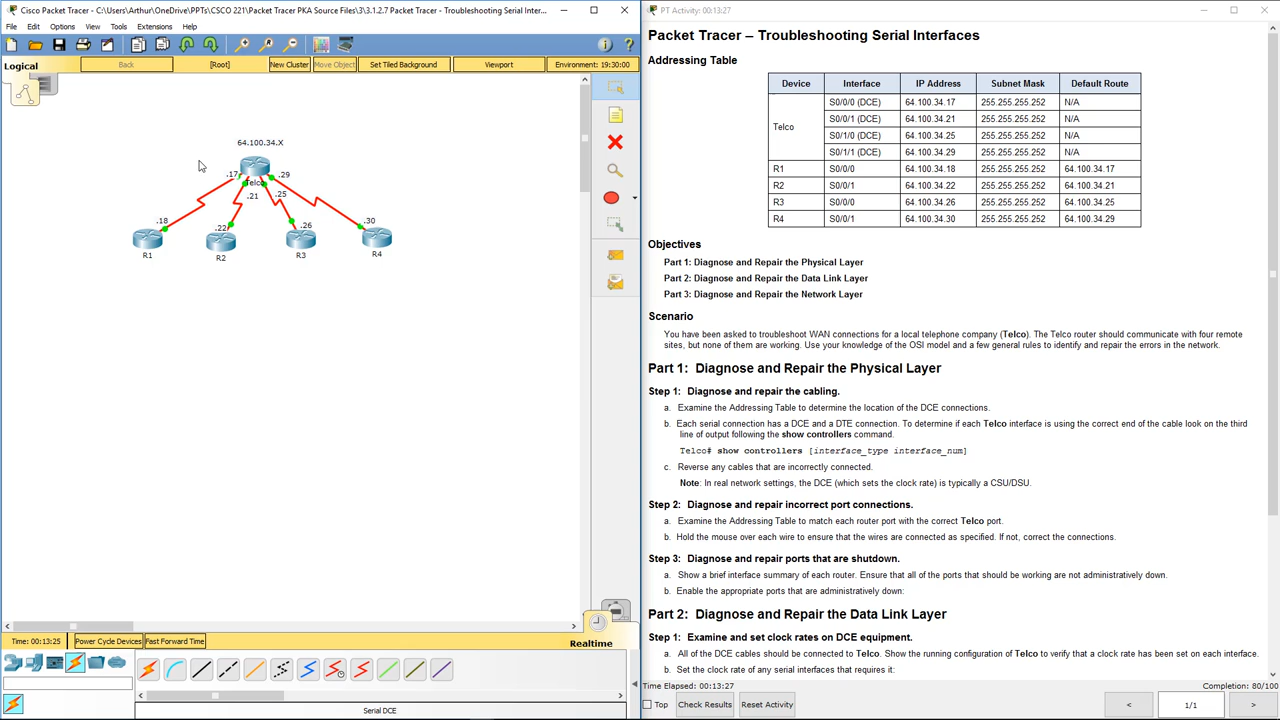 Cisco Packet Tracer - C:\Users\Arthur\OneDrive\PPTs\CSCO 221\Packet Tracer PKA Source Files\3\3.1.2.7 Packet Tracer - Troubleshooting Serial Inter...
File Edit Options View Tools Extensions Help
Logical
Back
[Root]
New Cluster
Move Object
Set Tiled Background
Viewport
Environment: 19:30:00
64.100.34.X
.17
.29
Telco
.21
.25
.18
.22
.26
.30
R1
R2
R3
R4
Time: 00:13:25
Power Cycle Devices
Fast Forward Time
Realtime
Serial DCE
PT Activity: 00:13:27
Packet Tracer – Troubleshooting Serial Interfaces
Addressing Table
Device Interface IP Address Subnet Mask Default Route
Telco
S0/0/0 (DCE) 64.100.34.17 255.255.255.252 N/A
S0/0/1 (DCE) 64.100.34.21 255.255.255.252 N/A
S0/1/0 (DCE) 64.100.34.25 255.255.255.252 N/A
S0/1/1 (DCE) 64.100.34.29 255.255.255.252 N/A
R1 S0/0/0 64.100.34.18 255.255.255.252 64.100.34.17
R2 S0/0/1 64.100.34.22 255.255.255.252 64.100.34.21
R3 S0/0/0 64.100.34.26 255.255.255.252 64.100.34.25
R4 S0/0/1 64.100.34.30 255.255.255.252 64.100.34.29
Objectives
Part 1: Diagnose and Repair the Physical Layer
Part 2: Diagnose and Repair the Data Link Layer
Part 3: Diagnose and Repair the Network Layer
Scenario
You have been asked to troubleshoot WAN connections for a local telephone company (Telco). The Telco router should communicate with four remote
sites, but none of them are working. Use your knowledge of the OSI model and a few general rules to identify and repair the errors in the network.
Part 1: Diagnose and Repair the Physical Layer
Step 1: Diagnose and repair the cabling.
a. Examine the Addressing Table to determine the location of the DCE connections.
b. Each serial connection has a DCE and a DTE connection. To determine if each Telco interface is using the correct end of the cable look on the third
line of output following the show controllers command.
Telco# show controllers [interface_type interface_num]
c. Reverse any cables that are incorrectly connected.
Note: In real network settings, the DCE (which sets the clock rate) is typically a CSU/DSU.
Step 2: Diagnose and repair incorrect port connections.
a. Examine the Addressing Table to match each router port with the correct Telco port.
b. Hold the mouse over each wire to ensure that the wires are connected as specified. If not, correct the connections.
Step 3: Diagnose and repair ports that are shutdown.
a. Show a brief interface summary of each router. Ensure that all of the ports that should be working are not administratively down.
b. Enable the appropriate ports that are administratively down:
Part 2: Diagnose and Repair the Data Link Layer
Step 1: Examine and set clock rates on DCE equipment.
a. All of the DCE cables should be connected to Telco. Show the running configuration of Telco to verify that a clock rate has been set on each interface.
b. Set the clock rate of any serial interfaces that requires it:
Time Elapsed: 00:13:27
Completion: 80/100
Top
Check Results
Reset Activity
<
1/1
>